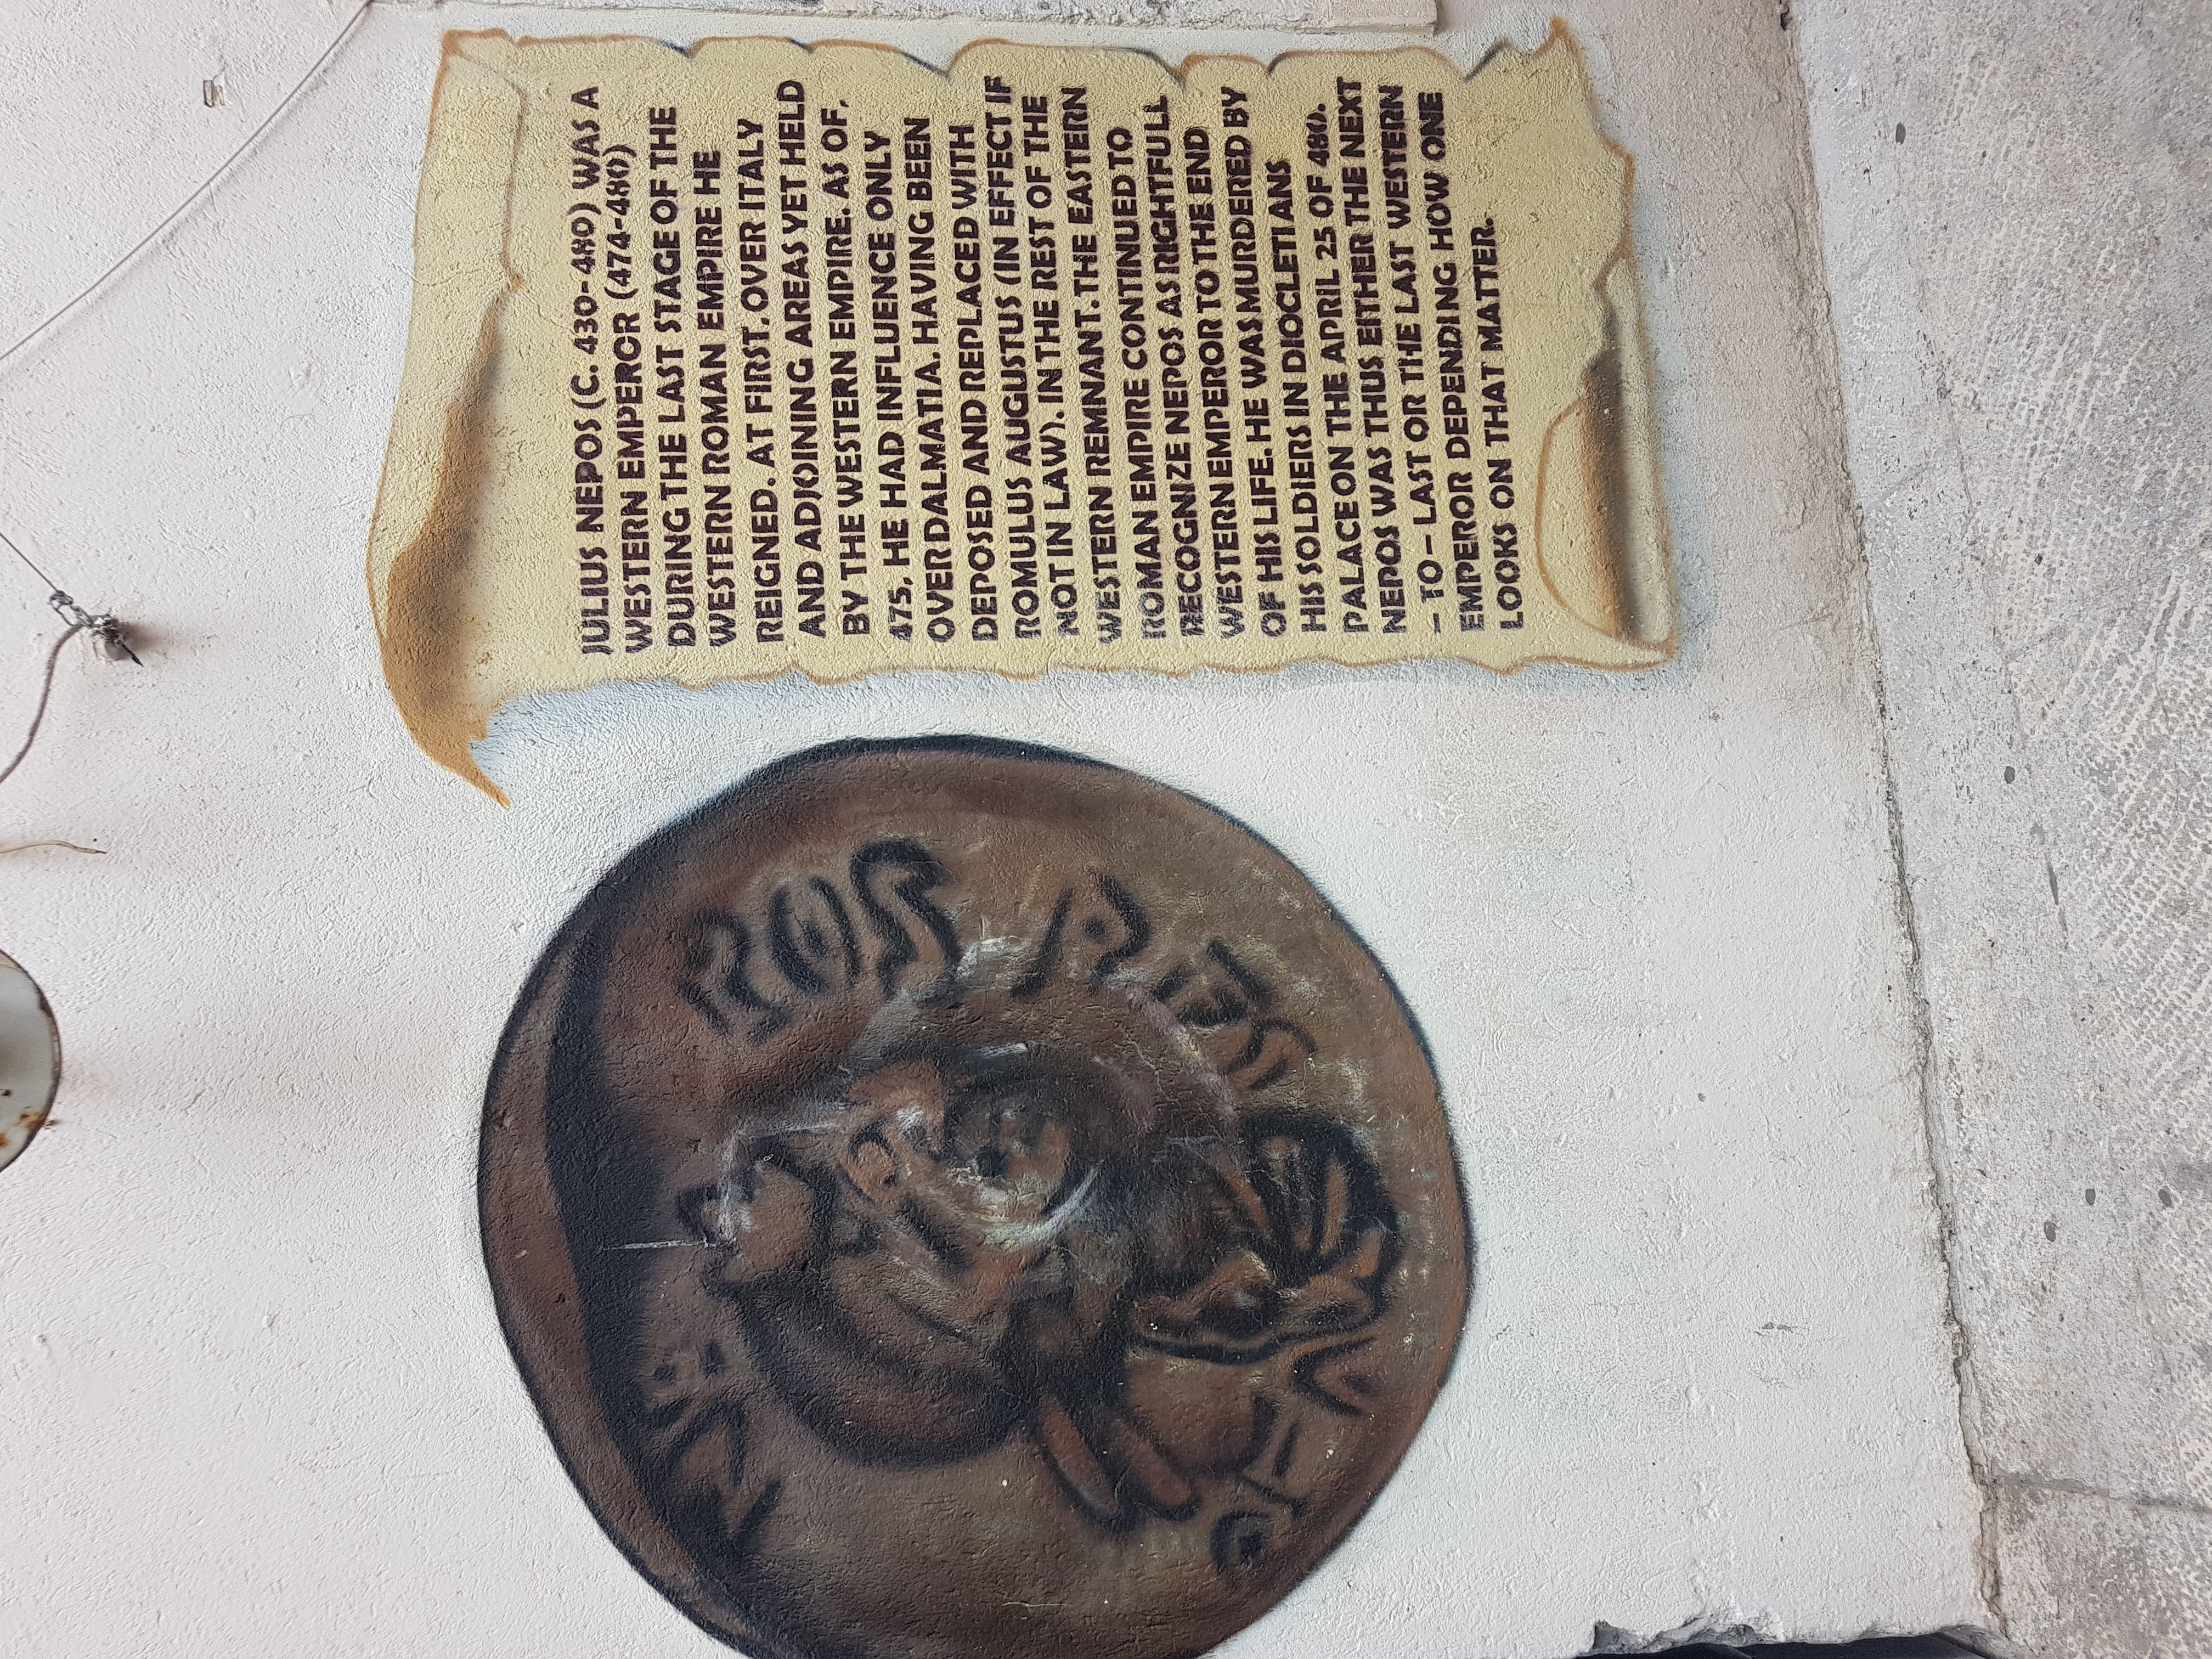 JULIUS NEPOS (C. 430-480) WAS A
WESTERN EMPEROR (474-480)
DURING THE LAST STAGE OF THE
WESTERN ROMAN EMPIRE HE
REIGNED. AT FIRST. OVER ITALY
AND ADJOINING AREAS YET HELD
BY THE WESTERN EMPIRE. AS OF,
475, HE HAD INFLUENCE ONLY
OVER DALMATIA. HAVING BEEN
DEPOSED AND REPLACED WITH
ROMULUS AUGUSTUS (IN EFFECT IF
NOT IN LAW). IN THE REST OF THE
WESTERN REMNANT. THE EASTERN
ROMAN EMPIRE CONTINUED TO
RECOGNIZE NEPOS AS RIGHTFULL
WESTERN EMPEROR TO THE END
OF HIS LIFE. HE WAS MURDERED BY
HIS SOLDIERS IN DIOCLETIANS
PALACE ON THE APRIL 25 OF 480.
NEPOS WAS THUS EITHER THE NEXT
– TO – LAST OR THE LAST WESTERN
EMPEROR DEPENDING HOW ONE
LOOKS ON THAT MATTER.